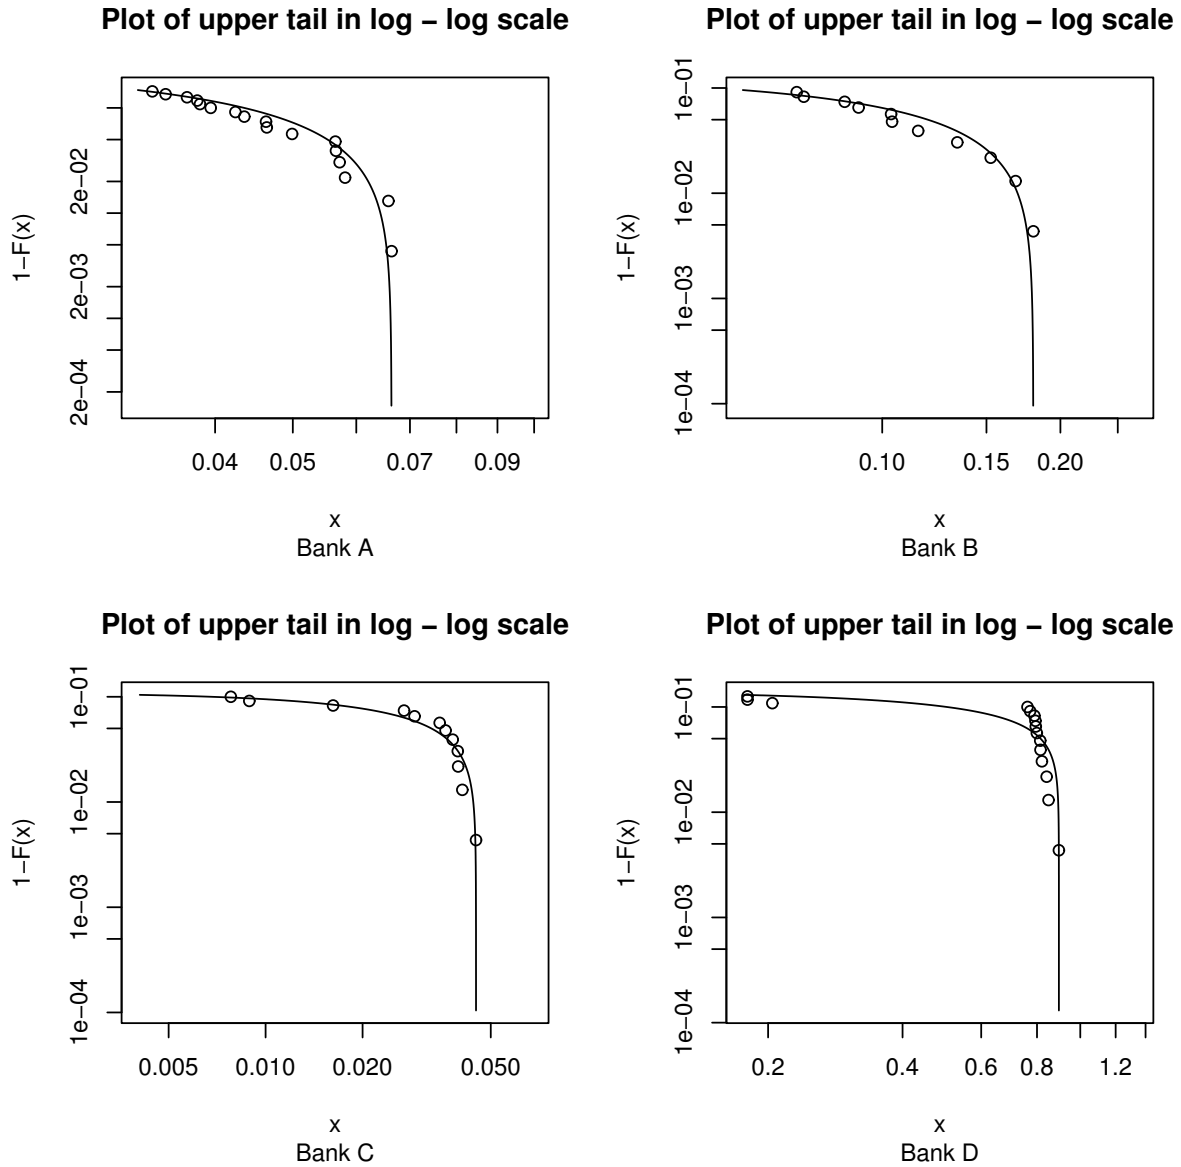 Plot of upper tail in log − log scale
1−F(x)
2e−02
2e−03
2e−04
0.04 0.05 0.07 0.09
x
Bank A
Plot of upper tail in log − log scale
1−F(x)
1e−01
1e−02
1e−03
1e−04
0.10 0.15 0.20
x
Bank B
Plot of upper tail in log − log scale
1−F(x)
1e−01
1e−02
1e−03
1e−04
0.005 0.010 0.020 0.050
x
Bank C
Plot of upper tail in log − log scale
1−F(x)
1e−01
1e−02
1e−03
1e−04
0.2 0.4 0.6 0.8 1.2
x
Bank D